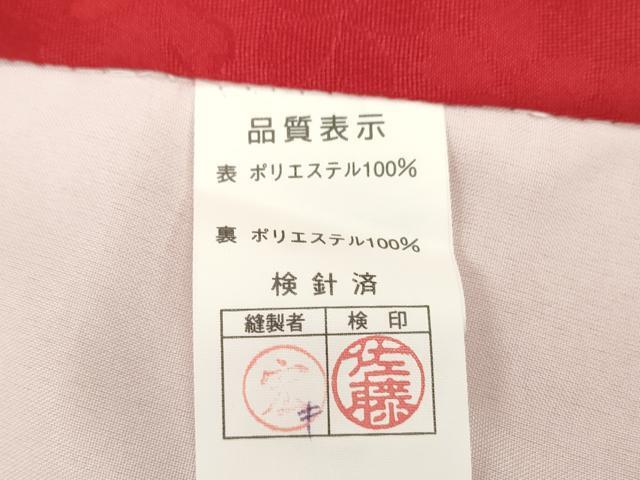 品質表示
表 ポリエステル100%
裏 ポリエステル100%
検針済
縫製者 検印
宏 佐藤